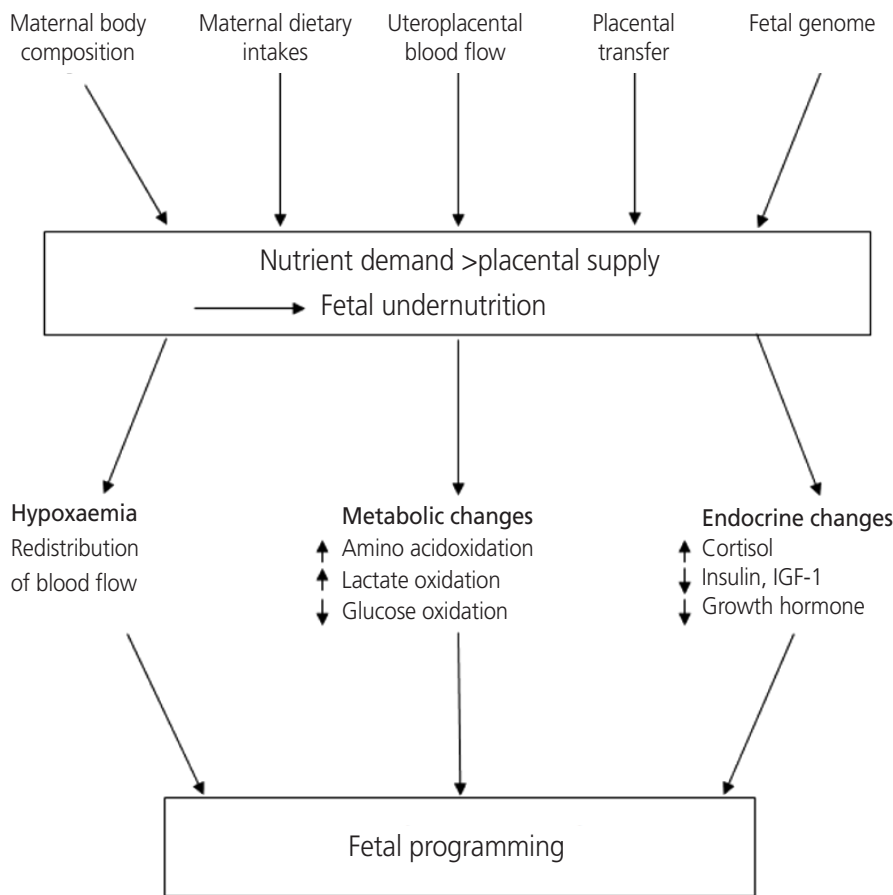 Maternal body
composition
Maternal dietary
intakes
Uteroplacental
blood flow
Placental
transfer
Fetal genome
Nutrient demand >placental supply
Fetal undernutrition
Hypoxaemia
Redistribution
of blood flow
Metabolic changes
Amino acidoxidation
Lactate oxidation
Glucose oxidation
Endocrine changes
Cortisol
Insulin, IGF-1
Growth hormone
Fetal programming